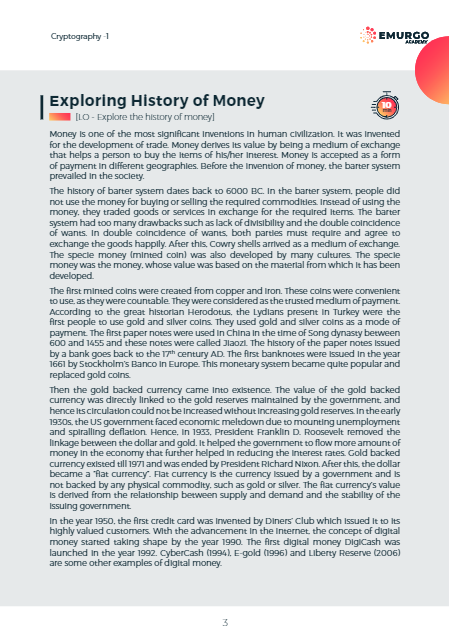 Cryptography -1
EMURGO
ACADEMY
Exploring History of Money
10
[LO - Explore the history of money]
Money is one of the most significant inventions in human civilization. It was invented
for the development of trade. Money derives its value by being a medium of exchange
that helps a person to buy the items of his/her interest. Money is accepted as a form
of payment in different geographies. Before the invention of money, the barter system
prevailed in the society.
The history of barter system dates back to 6000 BC. In the barter system, people did
not use the money for buying or selling the required commodities. Instead of using the
money, they traded goods or services in exchange for the required items. The barter
system had too many drawbacks such as lack of divisibility and the double coincidence
of wants. In double coincidence of wants, both parties must require and agree to
exchange the goods happily. After this, Cowry shells arrived as a medium of exchange.
The specie money (minted coin) was also developed by many cultures. The specie
money was the money, whose value was based on the material from which it has been
developed.
The first minted coins were created from copper and iron. These coins were convenient
to use, as they were countable. They were considered as the trusted medium of payment.
According to the great historian Herodotus, the Lydians present in Turkey were the
first people to use gold and silver coins. They used gold and silver coins as a mode of
payment. The first paper notes were used in China in the time of Song dynasty between
600 and 1455 and these notes were called Jiaozi. The history of the paper notes issued
by a bank goes back to the 17th century AD. The first banknotes were issued in the year
1661 by Stockholm's Banco in Europe. This monetary system became quite popular and
replaced gold coins.
Then the gold backed currency came into existence. The value of the gold backed
currency was directly linked to the gold reserves maintained by the government, and
hence its circulation could not be increased without increasing gold reserves. In the early
1930s, the US government faced economic meltdown due to mounting unemployment
and spiralling deflation. Hence, in 1933, President Franklin D. Roosevelt removed the
linkage between the dollar and gold. It helped the government to flow more amount of
money in the economy that further helped in reducing the interest rates. Gold backed
currency existed till 1971 and was ended by President Richard Nixon. After this, the dollar
became a "fiat currency". Fiat currency is the currency issued by a government and is
not backed by any physical commodity, such as gold or silver. The fiat currency's value
is derived from the relationship between supply and demand and the stability of the
issuing government.
In the year 1950, the first credit card was invented by Diners' Club which issued it to its
highly valued customers. With the advancement in the internet, the concept of digital
money started taking shape by the year 1990. The first digital money DigiCash was
launched in the year 1992. CyberCash (1994), E-gold (1996) and Liberty Reserve (2006)
are some other examples of digital money.
3